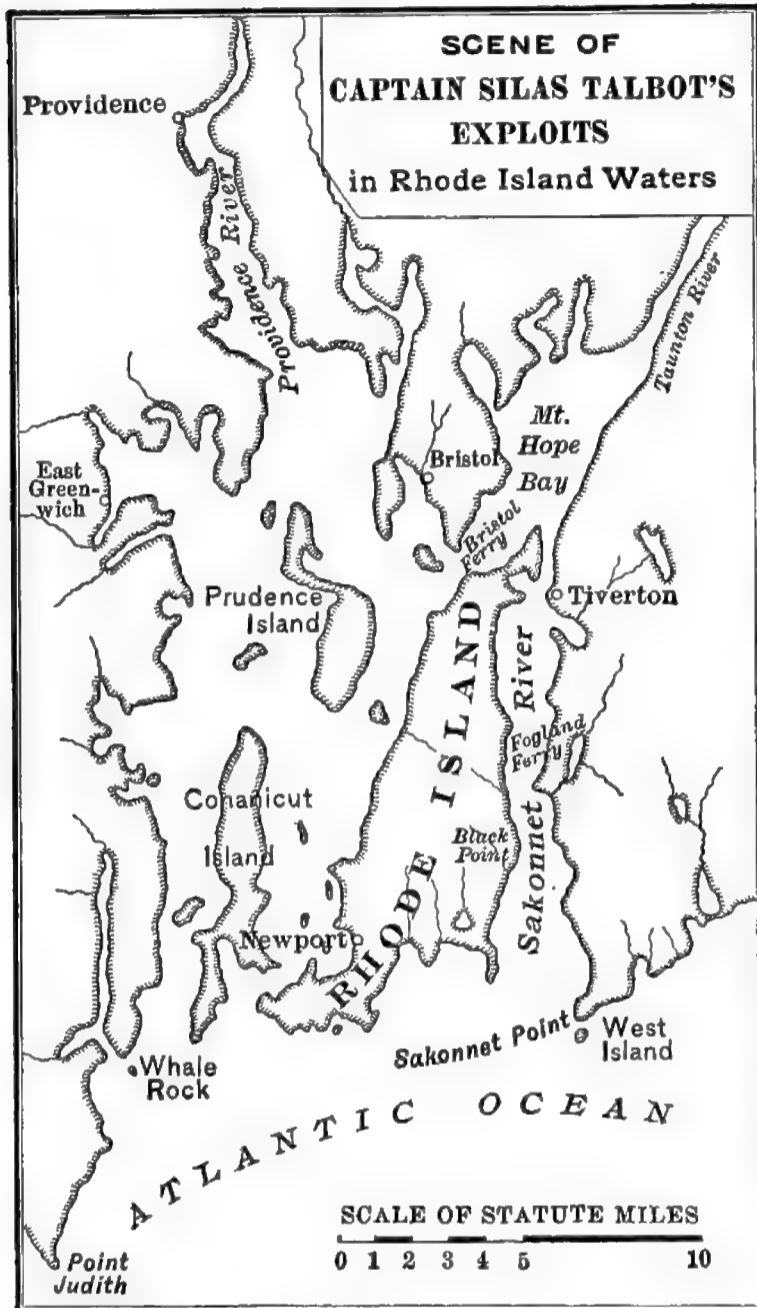 SCENE OF
CAPTAIN SILAS TALBOT'S
EXPLOITS
in Rhode Island Waters
Providence
Providence River
Taunton River
Mt.
Hope
Bay
Bristol
East
Green-
wich
Bristol
Ferry
Prudence
Island
Tiverton
RHODE ISLAND
Sakonnet River
Fogland
Ferry
Conanicut
Island
Black
Point
Newport
Sakonnet Point
West
Island
Whale
Rock
ATLANTIC OCEAN
Point
Judith
SCALE OF STATUTE MILES
0 1 2 3 4 5 10